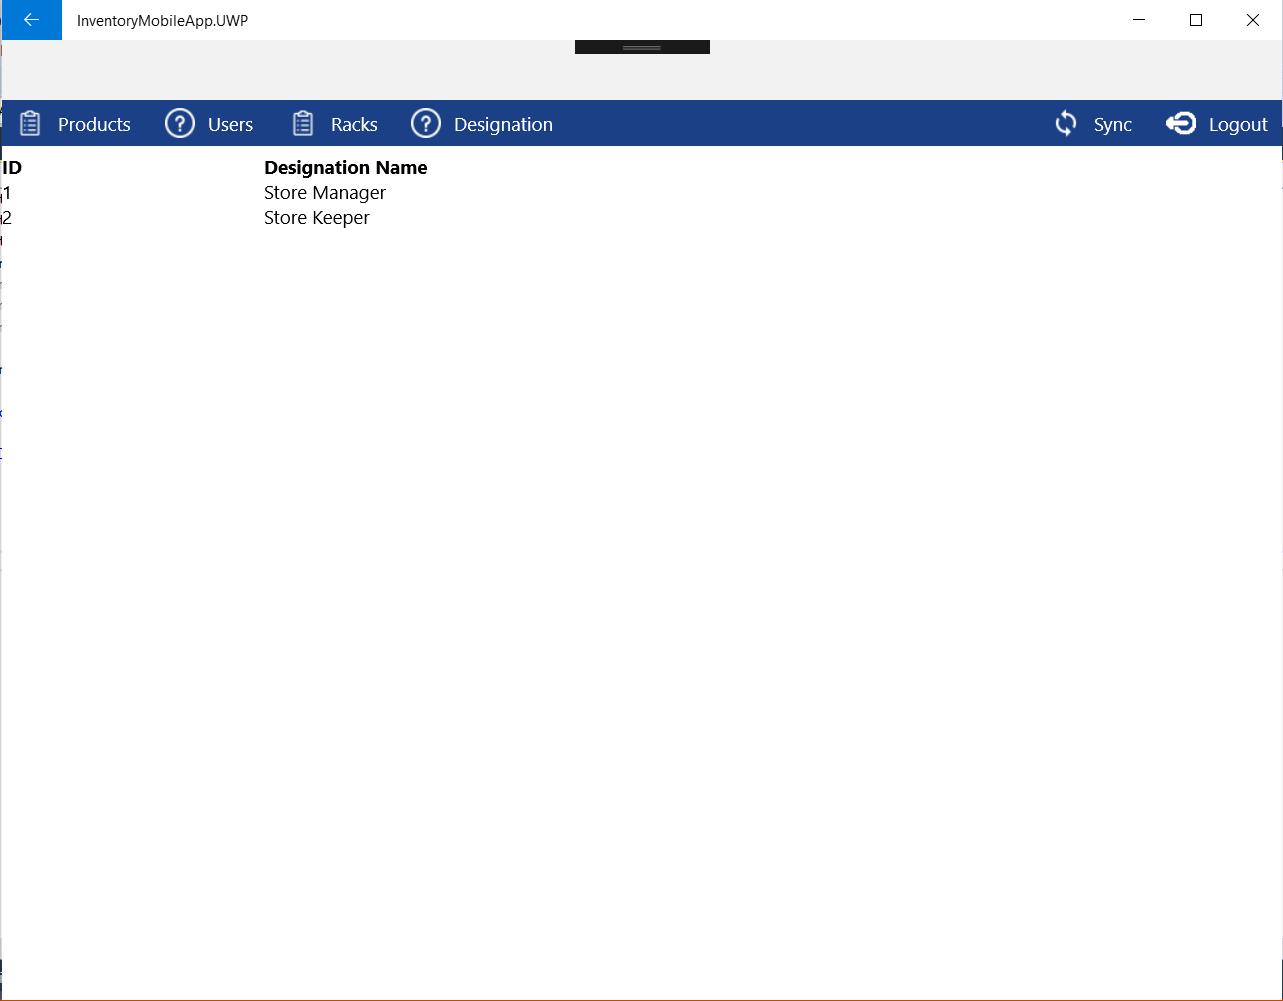 InventoryMobileApp.UWP
Products Users Racks Designation Sync Logout
ID Designation Name
1 Store Manager
2 Store Keeper